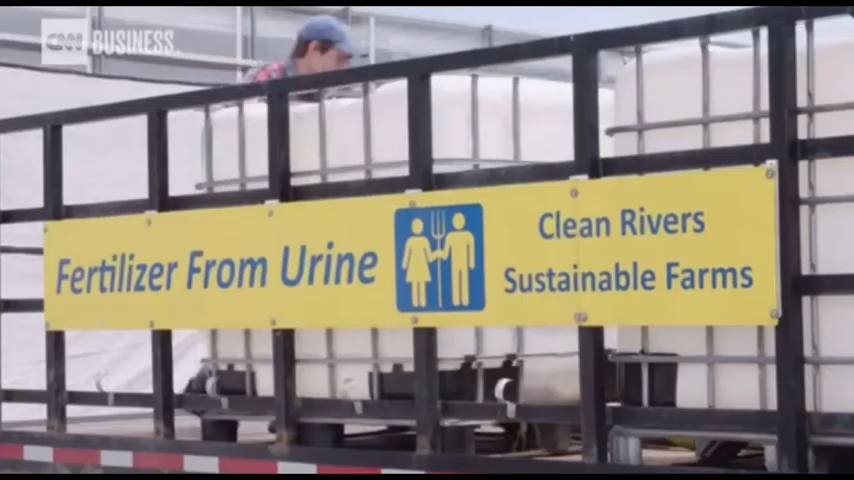 CNN BUSINESS
Fertilizer From Urine
Clean Rivers
Sustainable Farms